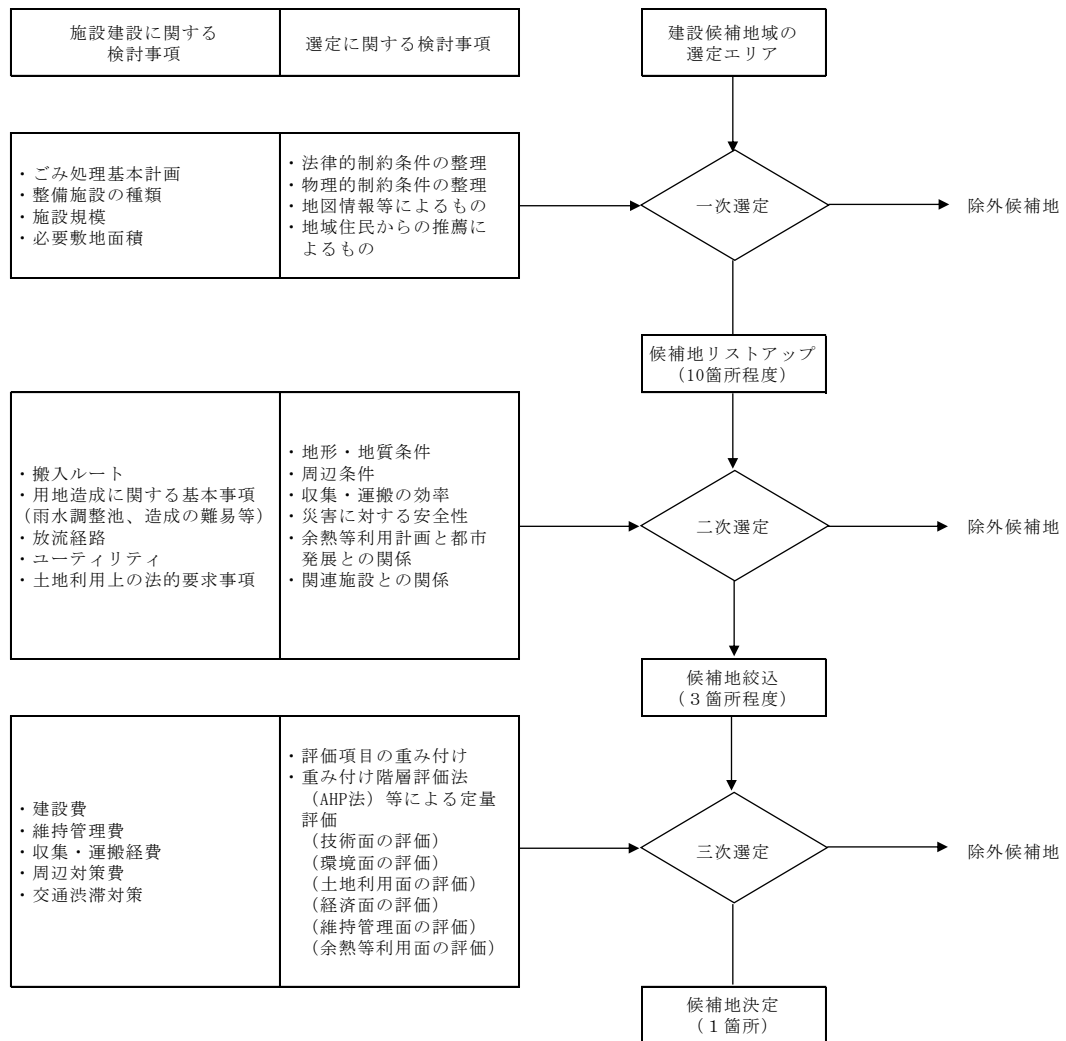 施設建設に関する
検討事項
選定に関する検討事項
建設候補地域の
選定エリア
・ごみ処理基本計画
・整備施設の種類
・施設規模
・必要敷地面積
・法律的制約条件の整理
・物理的制約条件の整理
・地図情報等によるもの
・地域住民からの推薦に
よるもの
一次選定
除外候補地
候補地リストアップ
（10箇所程度）
・搬入ルート
・用地造成に関する基本事項
（雨水調整池、造成の難易等）
・放流経路
・ユーティリティ
・土地利用上の法的要求事項
・地形・地質条件
・周辺条件
・収集・運搬の効率
・災害に対する安全性
・余熱等利用計画と都市
発展との関係
・関連施設との関係
二次選定
除外候補地
候補地絞込
（３箇所程度）
・建設費
・維持管理費
・収集・運搬経費
・周辺対策費
・交通渋滞対策
・評価項目の重み付け
・重み付け階層評価法
（AHP法）等による定量
評価
（技術面の評価）
（環境面の評価）
（土地利用面の評価）
（経済面の評価）
（維持管理面の評価）
（余熱等利用面の評価）
三次選定
除外候補地
候補地決定
（１箇所）